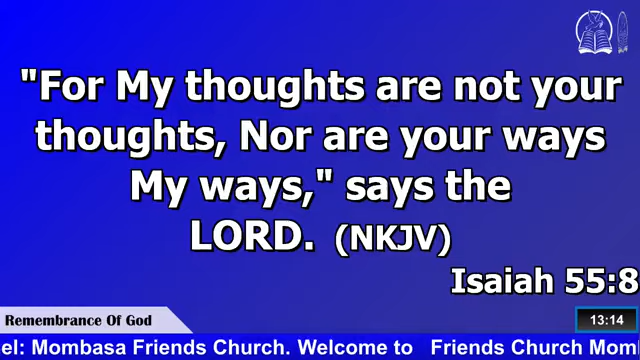 "For My thoughts are not your
thoughts, Nor are your ways
My ways," says the
LORD. (NKJV)
Isaiah 55:8
Remembrance Of God
13:14
el: Mombasa Friends Church. Welcome to Friends Church Mom